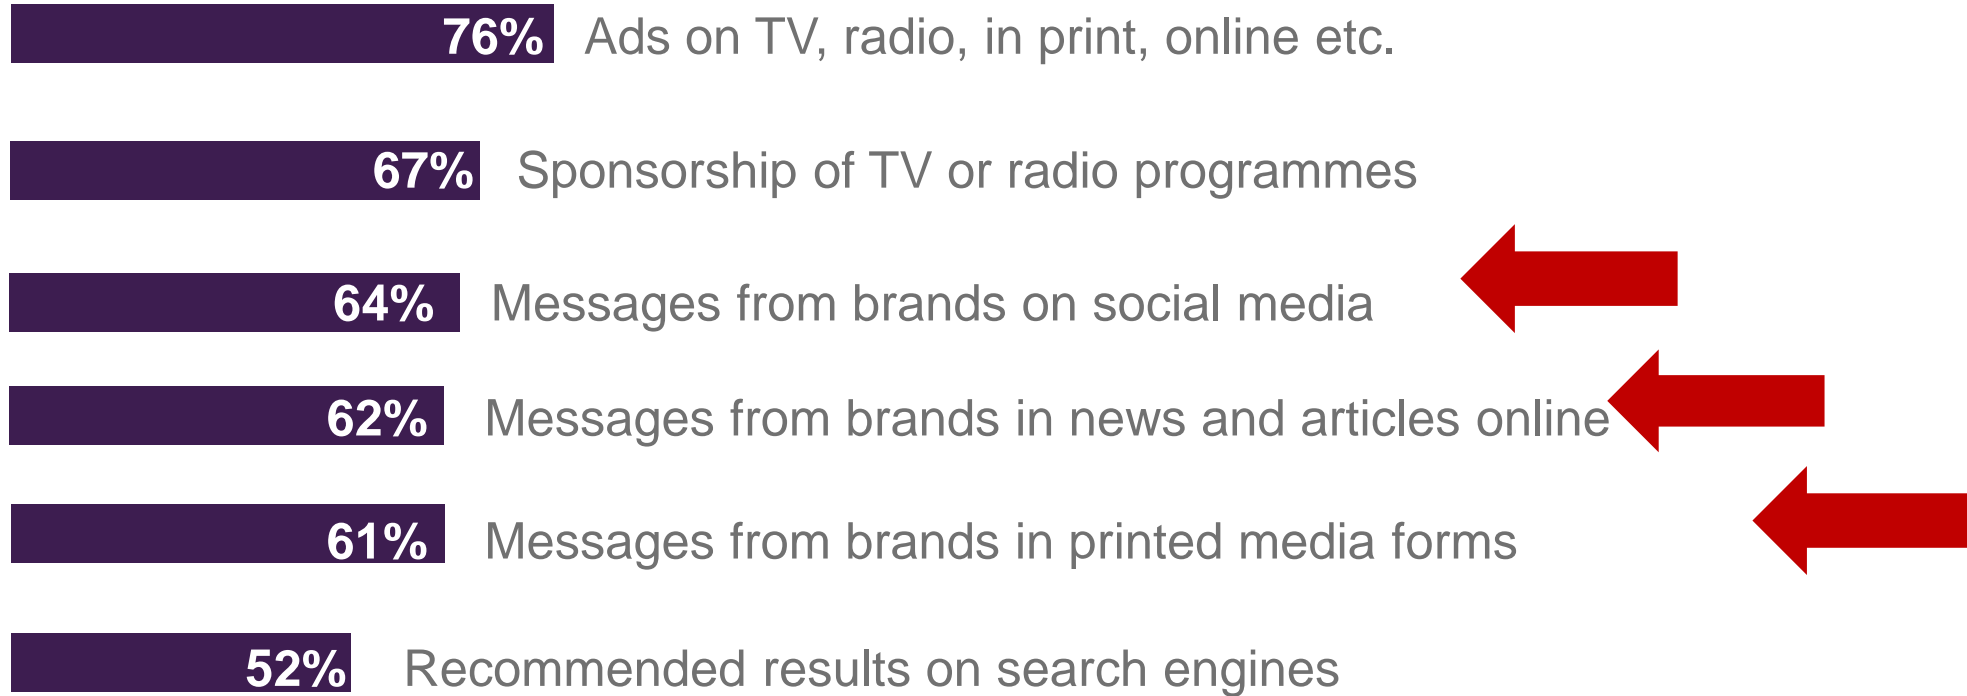 76% Ads on TV, radio, in print, online etc.
67% Sponsorship of TV or radio programmes
64% Messages from brands on social media
62% Messages from brands in news and articles online
61% Messages from brands in printed media forms
52% Recommended results on search engines